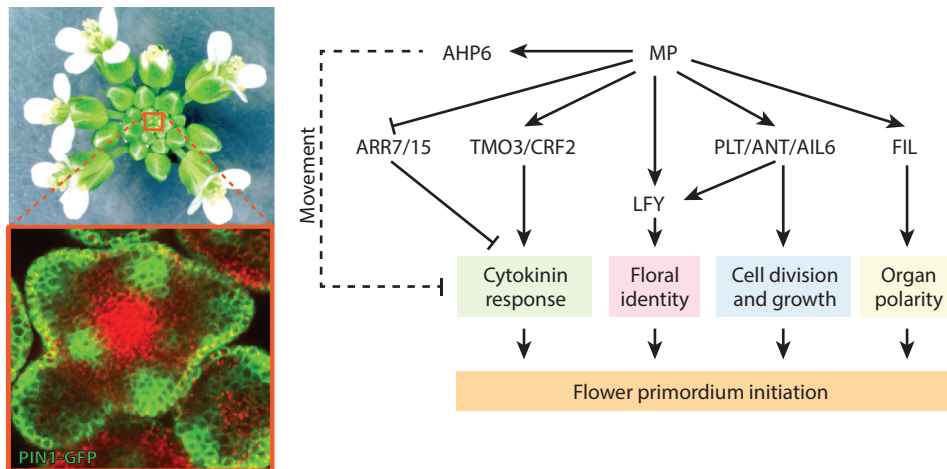 AHP6
MP
Movement
ARR7/15
TMO3/CRF2
PLT/ANT/AIL6
FIL
LFY
Cytokinin
response
Floral
identity
Cell division
and growth
Organ
polarity
Flower primordium initiation
PIN1-GFP